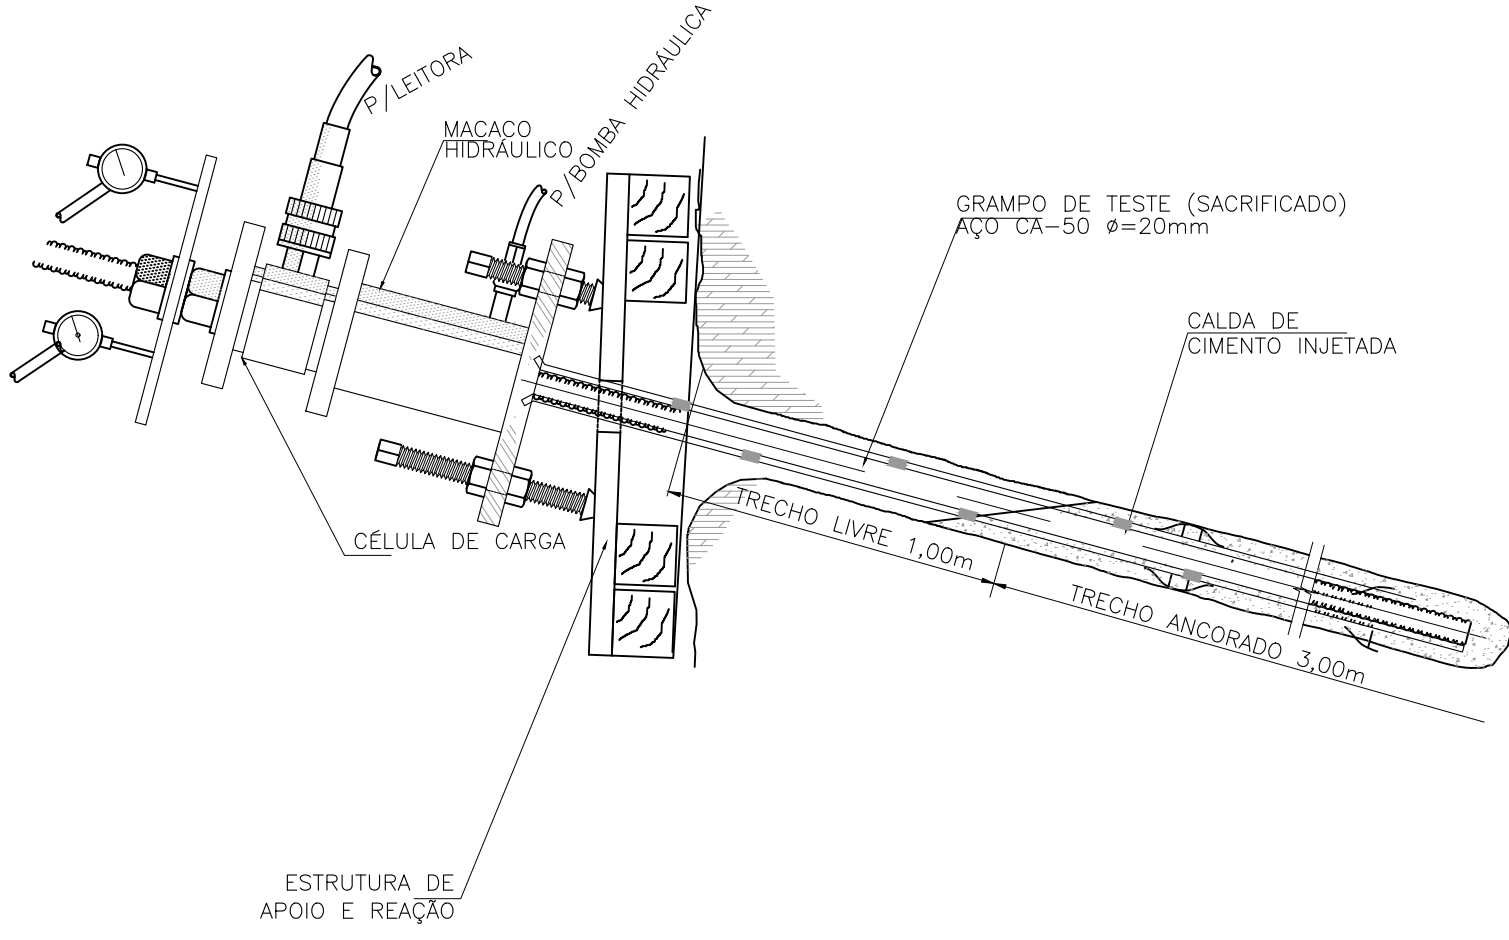 P/LEITORA
P/BOMBA HIDRÁULICA
MACACO
HIDRÁULICO
GRAMPO DE TESTE (SACRIFICADO)
AÇO CA-50 ø=20mm
CALDA DE
CIMENTO INJETADA
TRECHO LIVRE 1,00m
CÉLULA DE CARGA
TRECHO ANCORADO 3,00m
ESTRUTURA DE
APOIO E REAÇÃO